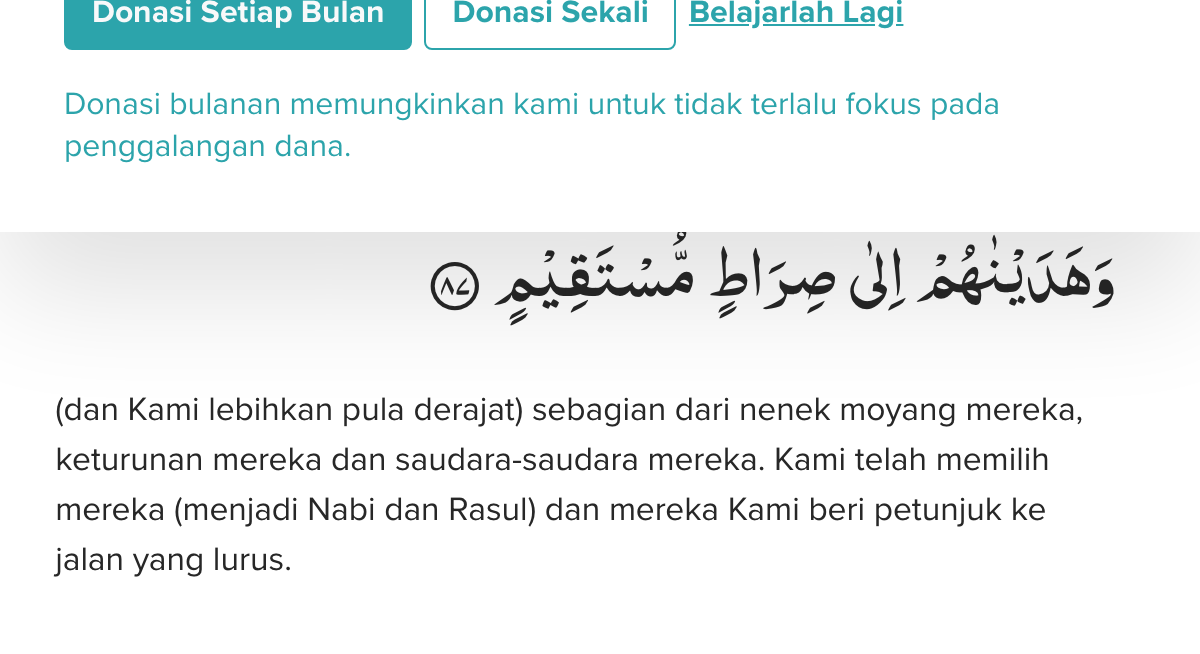 Donasi Setiap Bulan Donasi Sekali Belajarlah Lagi
Donasi bulanan memungkinkan kami untuk tidak terlalu fokus pada
penggalangan dana.
وَهَدَيْنٰهُمْ اِلٰى صِرَاطٍ مُّسْتَقِيْمٍ ٨٧
(dan Kami lebihkan pula derajat) sebagian dari nenek moyang mereka,
keturunan mereka dan saudara-saudara mereka. Kami telah memilih
mereka (menjadi Nabi dan Rasul) dan mereka Kami beri petunjuk ke
jalan yang lurus.